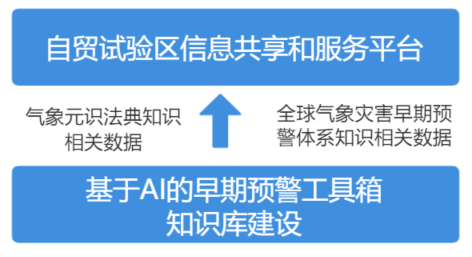 自贸试验区信息共享和服务平台
气象元识法典知识
相关数据
全球气象灾害早期预
警体系知识相关数据
基于AI的早期预警工具箱
知识库建设